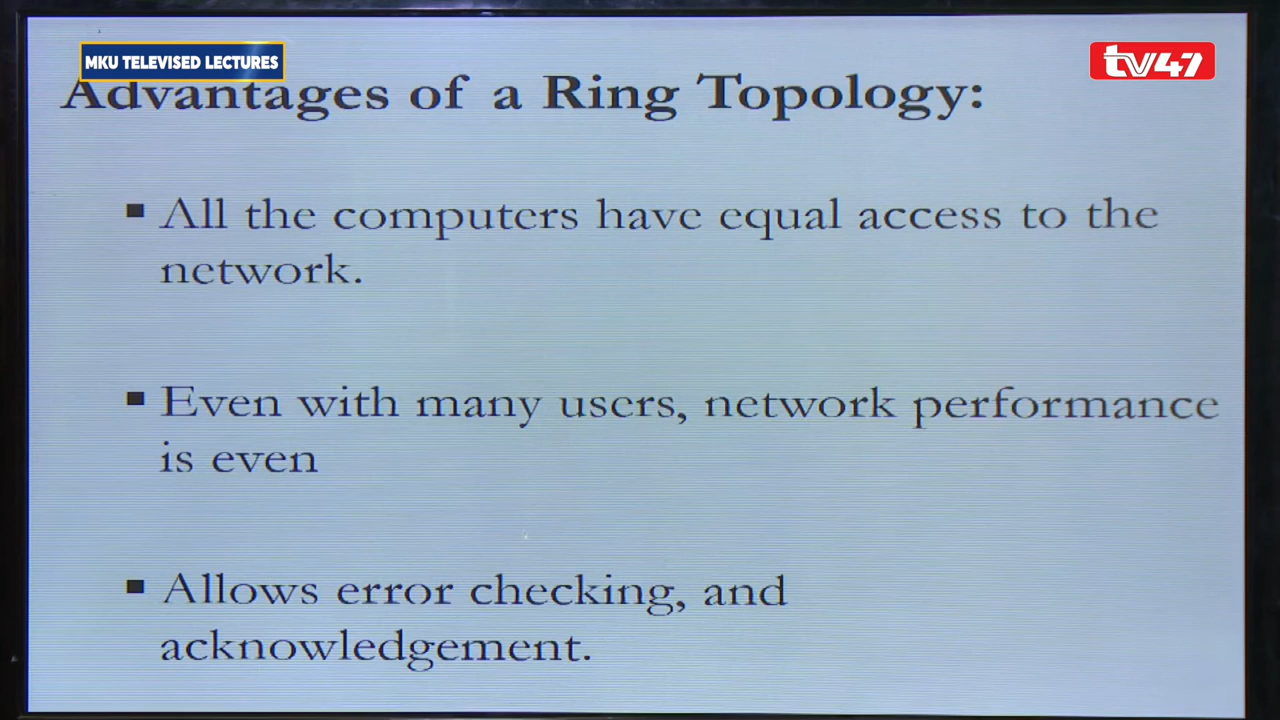 MKU TELEVISED LECTURES
tv47
Advantages of a Ring Topology:
▪ All the computers have equal access to the
network.
▪ Even with many users, network performance
is even
▪ Allows error checking, and
acknowledgement.